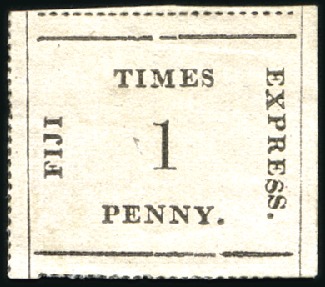 FIJI
TIMES
1
PENNY.
EXPRESS.